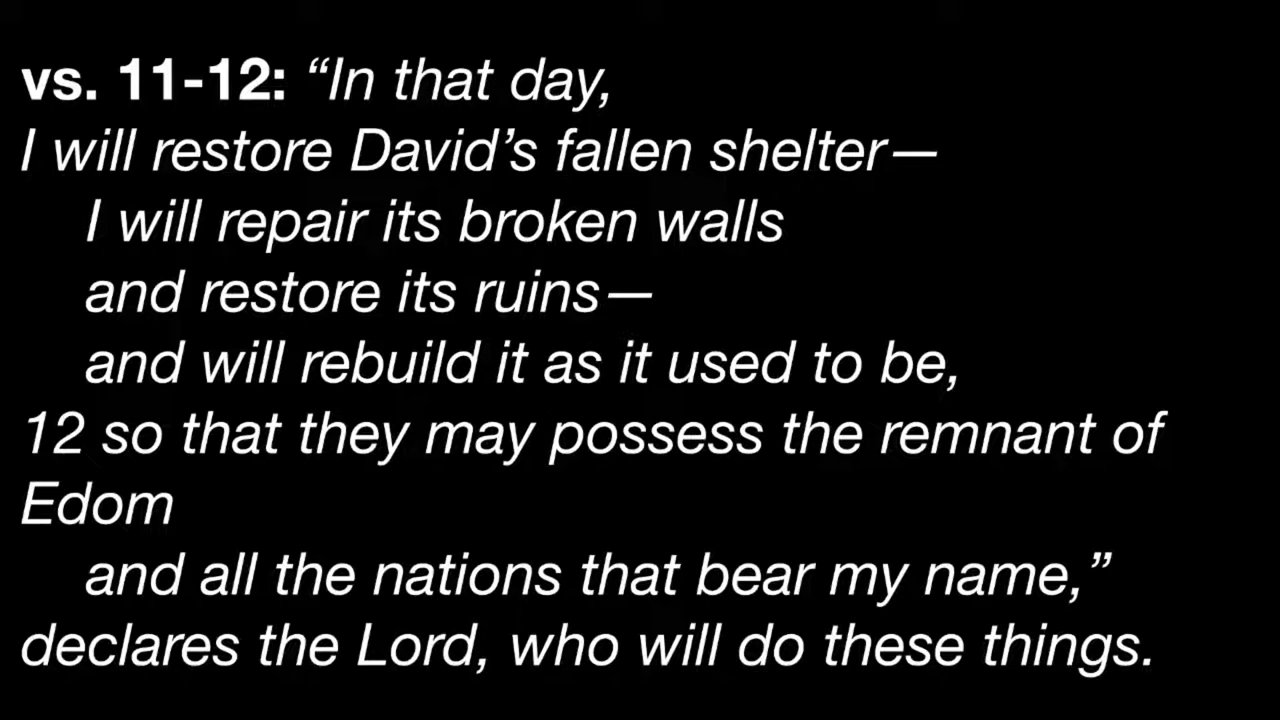 vs. 11-12: “In that day,
I will restore David’s fallen shelter—
I will repair its broken walls
and restore its ruins—
and will rebuild it as it used to be,
12 so that they may possess the remnant of
Edom
and all the nations that bear my name,”
declares the Lord, who will do these things.